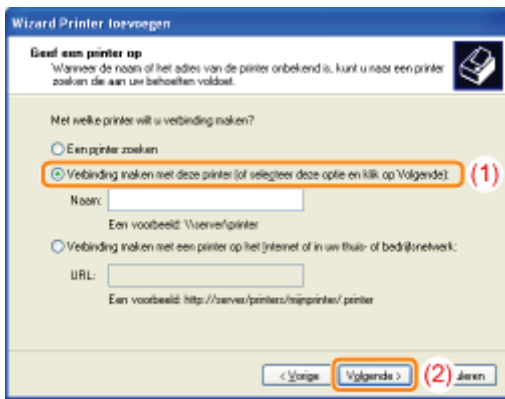 Wizard Printer toevoegen
Geef een printer op
Wanneer de naam of het adres van de printer onbekend is, kunt u naar een printer
zoeken die aan uw behoeften voldoet.
Met welke printer wilt u verbinding maken?
Een printer zoeken
Verbinding maken met deze printer (of selecteer deze optie en klik op Volgende):
(1)
Naam:
Een voorbeeld: \\server\printer
Verbinding maken met een printer op het Internet of in uw thuis- of bedrijfsnetwerk:
URL:
Een voorbeeld: http://server/printers/mijnprinter/.printer
< Vorige Volgende > (2)